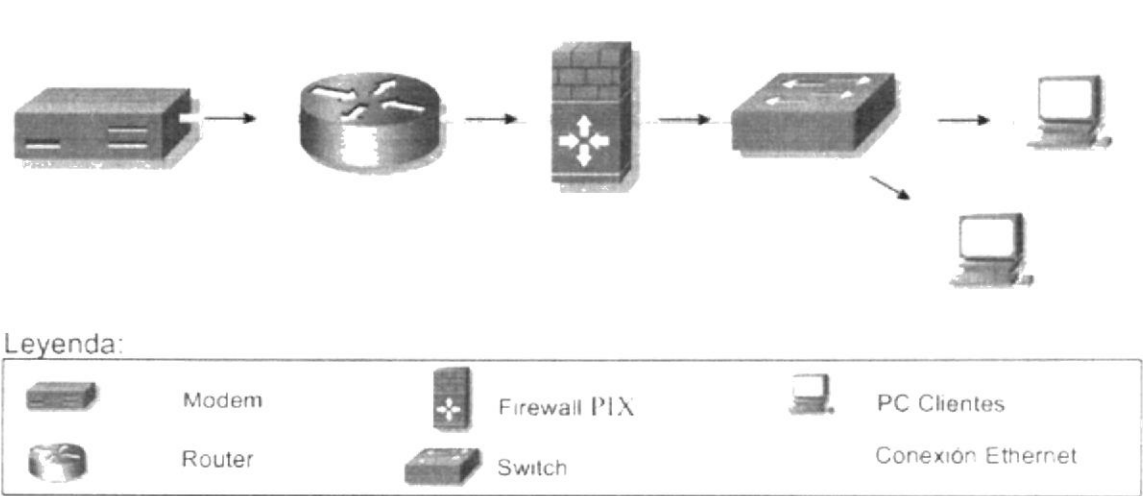 Leyenda:
Modem
Firewall PIX
PC Clientes
Router
Switch
Conexión Ethernet